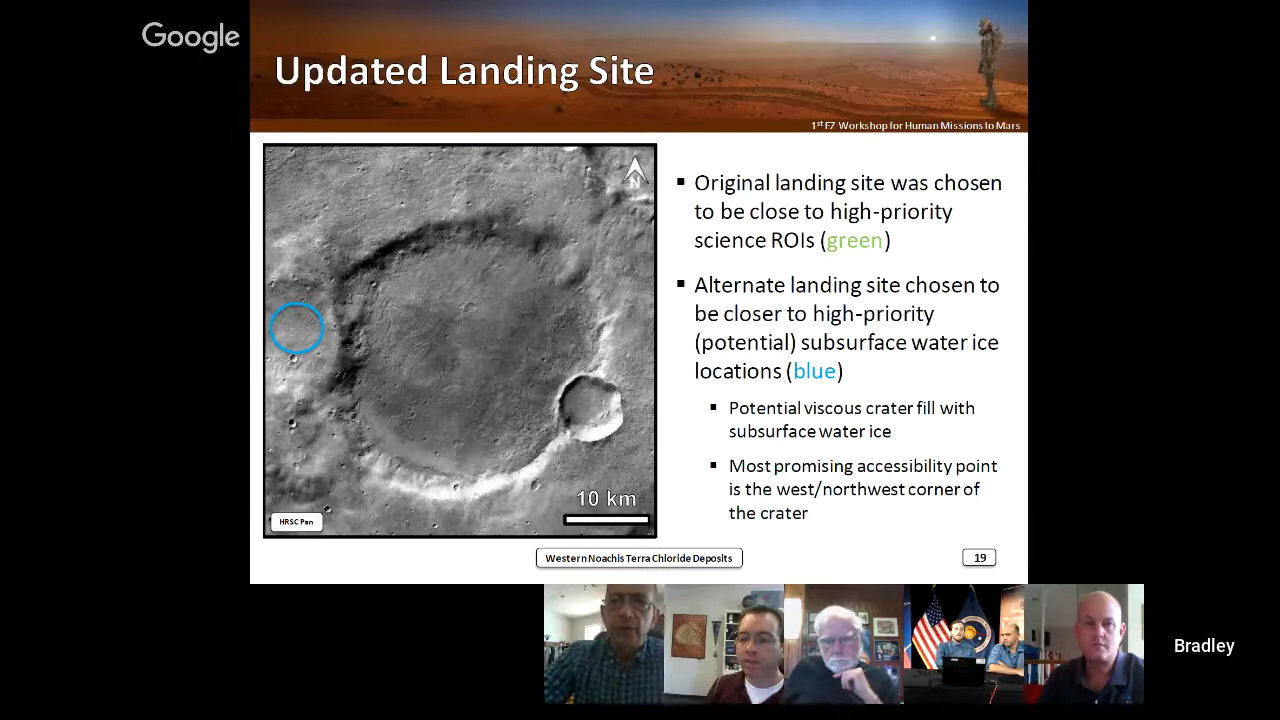 Google
Updated Landing Site
1st EZ Workshop for Human Missions to Mars
N
▪ Original landing site was chosen
to be close to high-priority
science ROIs (green)
▪ Alternate landing site chosen to
be closer to high-priority
(potential) subsurface water ice
locations (blue)
▪ Potential viscous crater fill with
subsurface water ice
▪ Most promising accessibility point
is the west/northwest corner of
the crater
10 km
HRSC Pan
Western Noachis Terra Chloride Deposits
19
Bradley